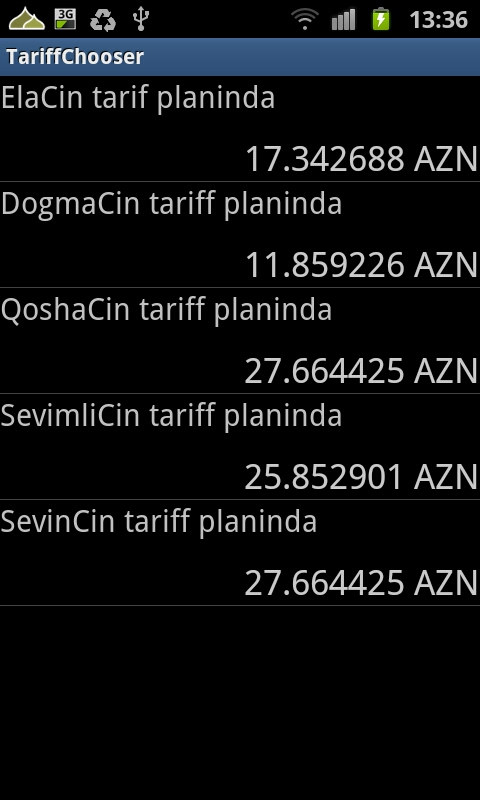 3G
13:36
TariffChooser
ElaCin tarif planinda
17.342688 AZN
DogmaCin tariff planinda
11.859226 AZN
QoshaCin tariff planinda
27.664425 AZN
SevimliCin tariff planinda
25.852901 AZN
SevinCin tariff planinda
27.664425 AZN